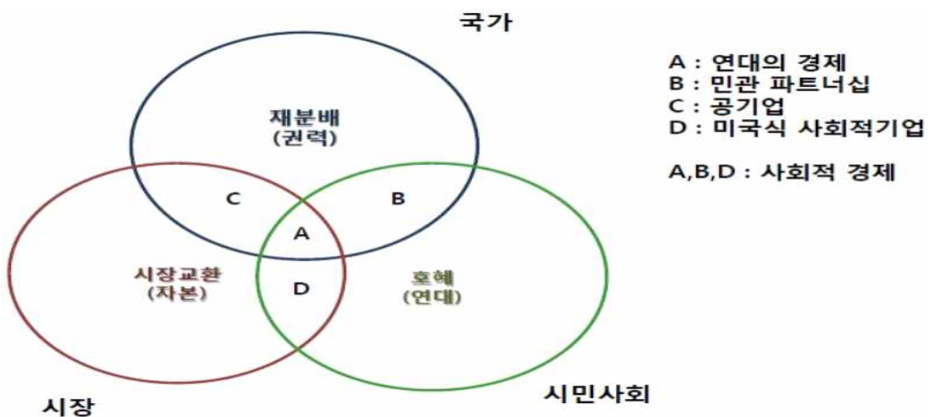 국가
A : 연대의 경제
B : 민관 파트너십
C : 공기업
D : 미국식 사회적기업
A,B,D : 사회적 경제
재분배
(권력)
C
B
A
시장교환
(자본)
D
호혜
(연대)
시장
시민사회